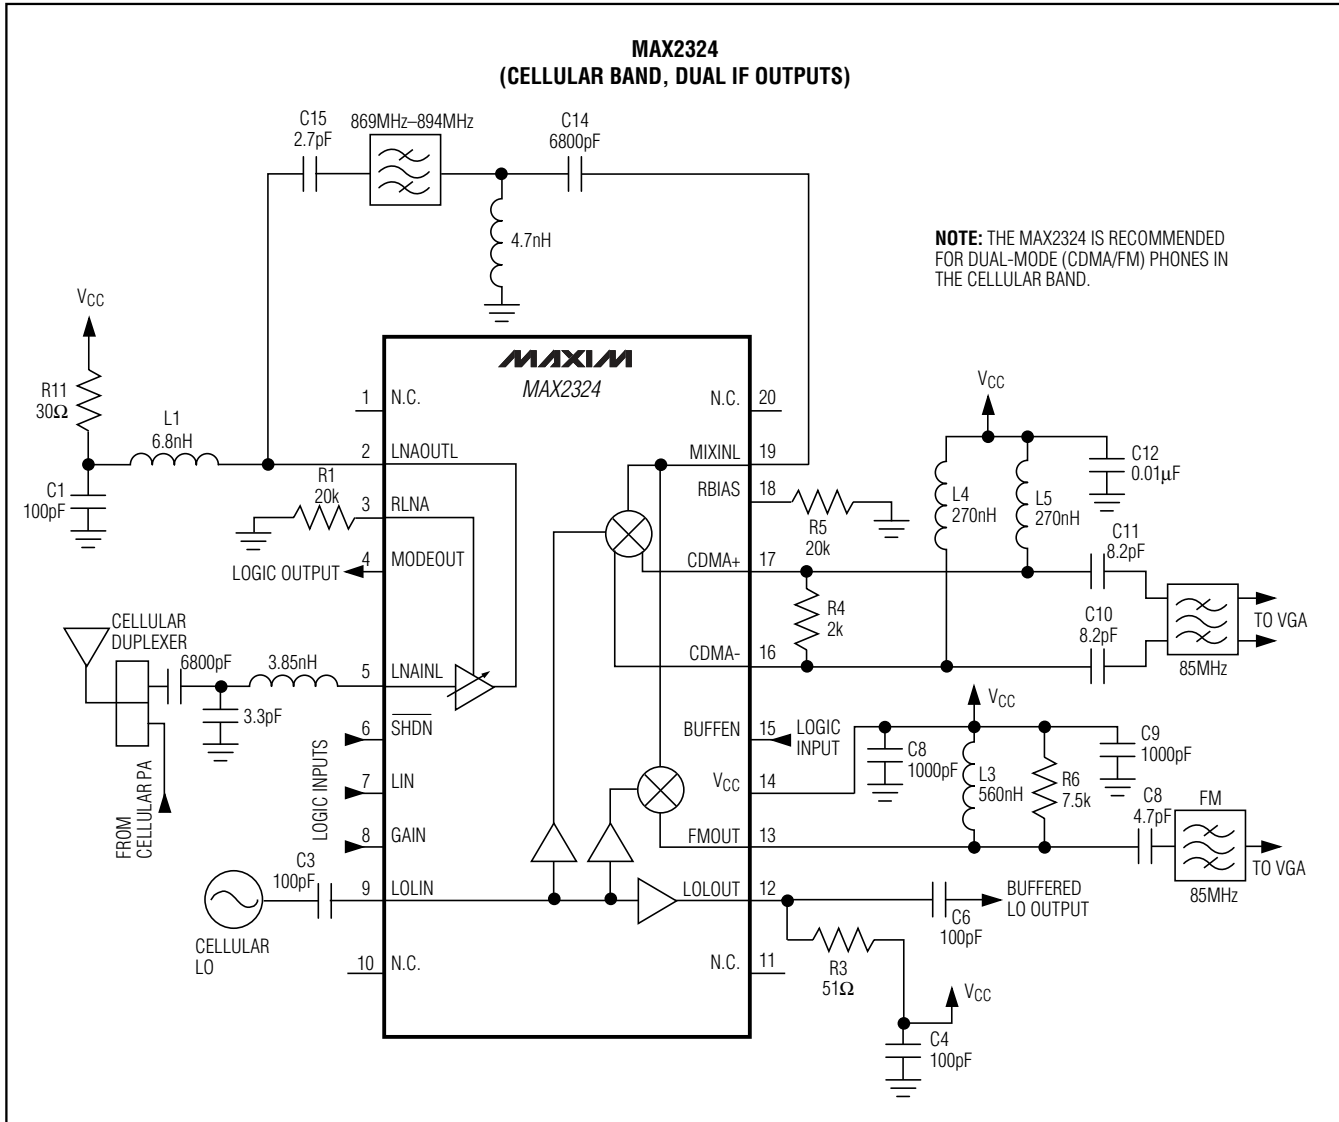 MAX2324
(CELLULAR BAND, DUAL IF OUTPUTS)
C15
2.7pF
869MHz–894MHz
C14
6800pF
4.7nH
NOTE: THE MAX2324 IS RECOMMENDED
FOR DUAL-MODE (CDMA/FM) PHONES IN
THE CELLULAR BAND.
VCC
R11
30Ω
L1
6.8nH
C1
100pF
R1
20k
LOGIC OUTPUT
CELLULAR
DUPLEXER
6800pF
3.85nH
3.3pF
FROM
CELLULAR PA
LOGIC INPUTS
C3
100pF
CELLULAR
LO
MAXIM
MAX2324
1 N.C.
2 LNAOUTL
3 RLNA
4 MODEOUT
5 LNAINL
6 SHDN
7 LIN
8 GAIN
9 LOLIN
10 N.C.
N.C. 20
MIXINL 19
RBIAS 18
CDMA+ 17
CDMA- 16
BUFFEN 15
VCC 14
FMOUT 13
LOLOUT 12
N.C. 11
R5
20k
VCC
L4
270nH
L5
270nH
C12
0.01μF
C11
8.2pF
R4
2k
C10
8.2pF
85MHz
TO VGA
LOGIC
INPUT
VCC
C8
1000pF
L3
560nH
R6
7.5k
C9
1000pF
C8
4.7pF
FM
85MHz
TO VGA
C6
100pF
BUFFERED
LO OUTPUT
R3
51Ω
VCC
C4
100pF